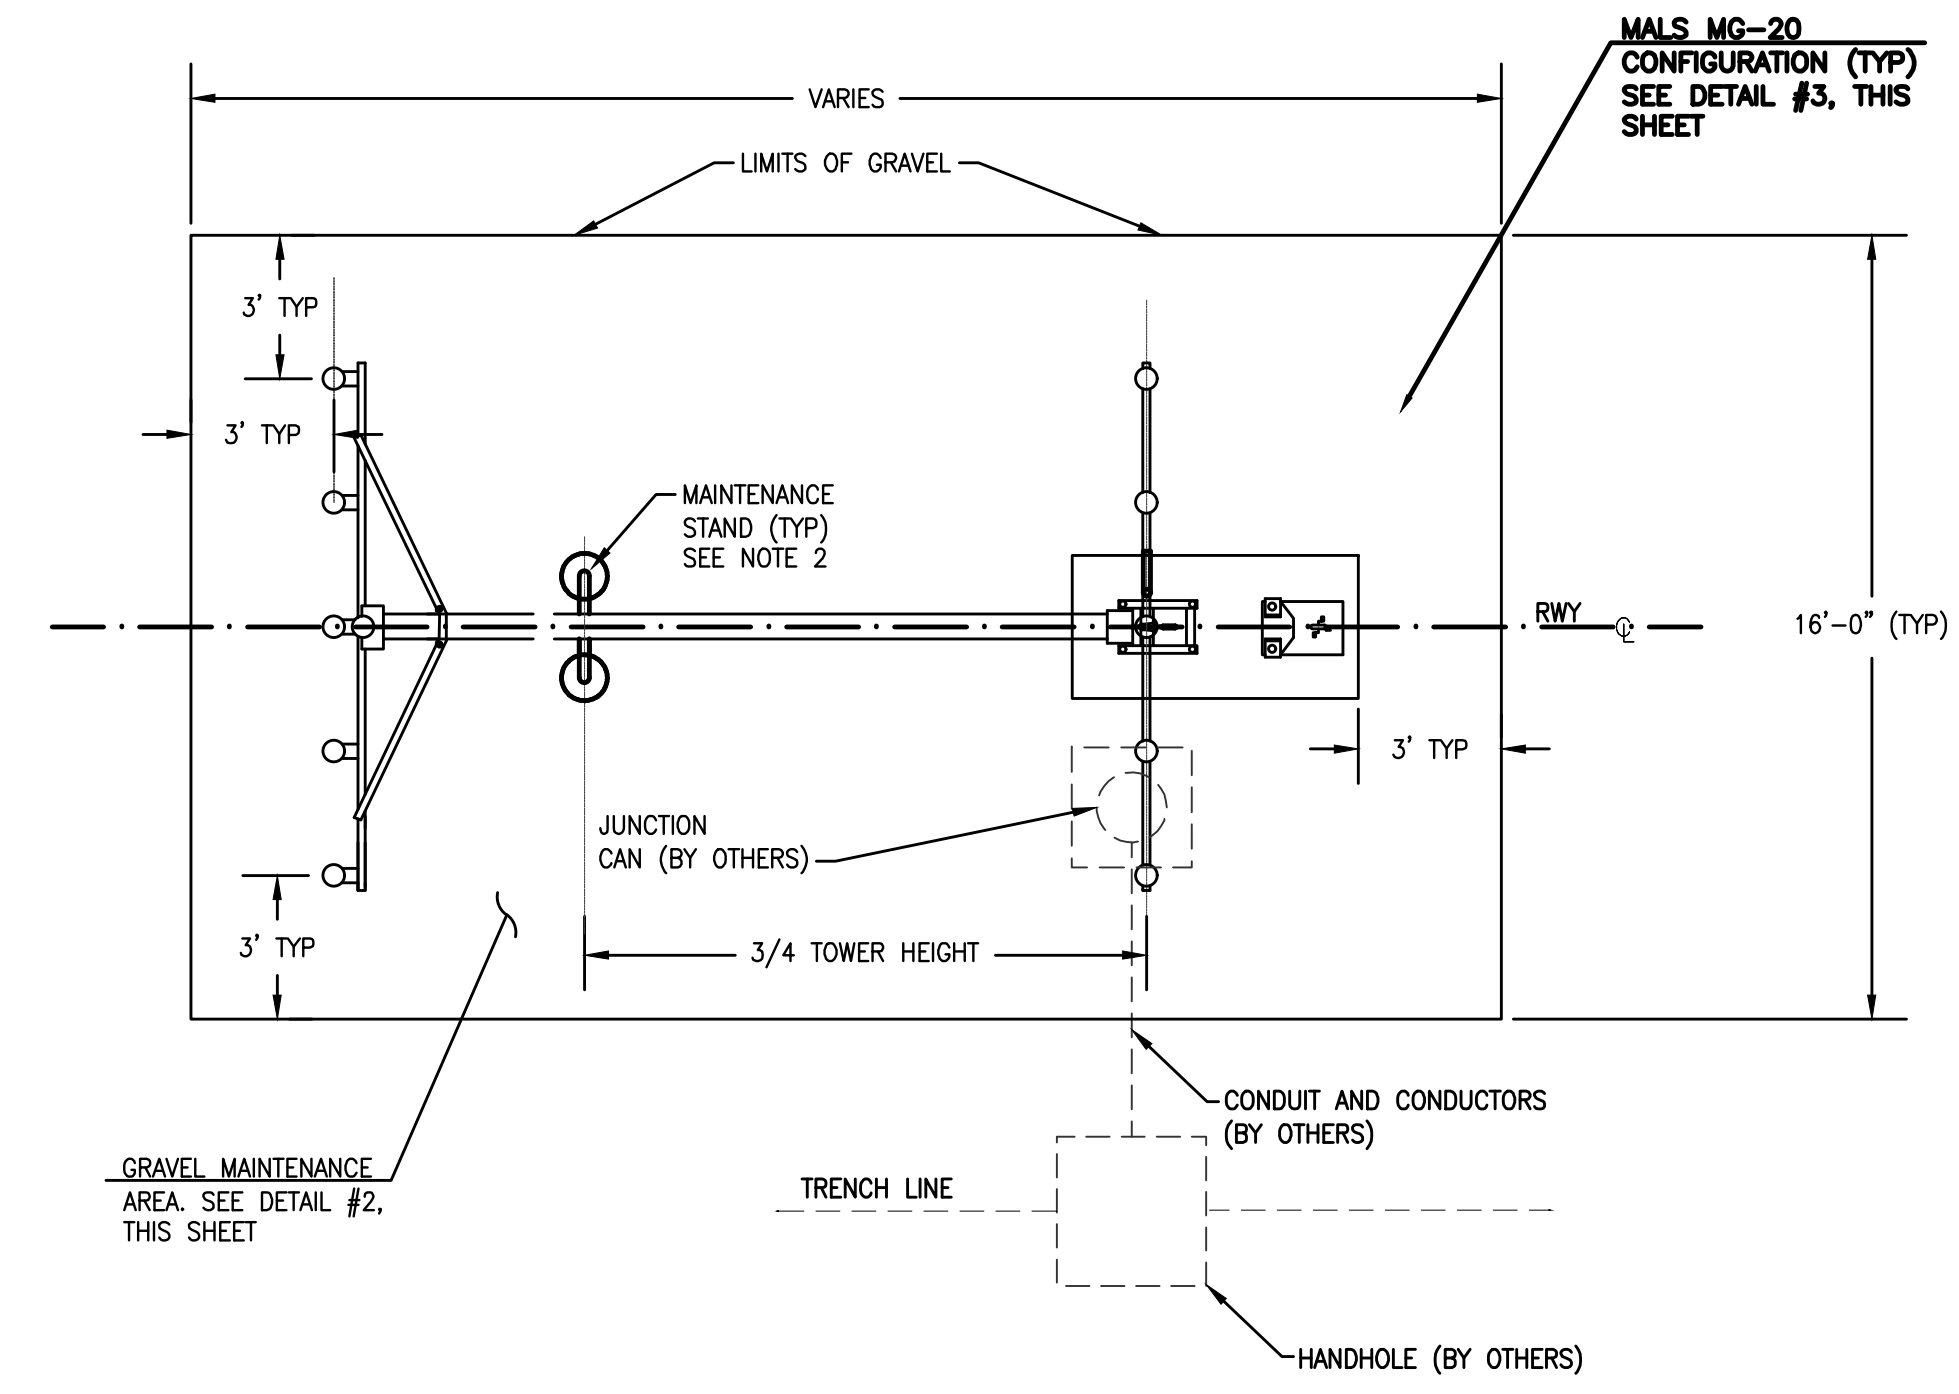 MALS MG-20
CONFIGURATION (TYP)
SEE DETAIL #3, THIS
SHEET
VARIES
LIMITS OF GRAVEL
3' TYP
3' TYP
MAINTENANCE
STAND (TYP)
SEE NOTE 2
RWY ℄
16'-0" (TYP)
3' TYP
JUNCTION
CAN (BY OTHERS)
3' TYP
3/4 TOWER HEIGHT
CONDUIT AND CONDUCTORS
(BY OTHERS)
GRAVEL MAINTENANCE
AREA. SEE DETAIL #2,
THIS SHEET
TRENCH LINE
HANDHOLE (BY OTHERS)